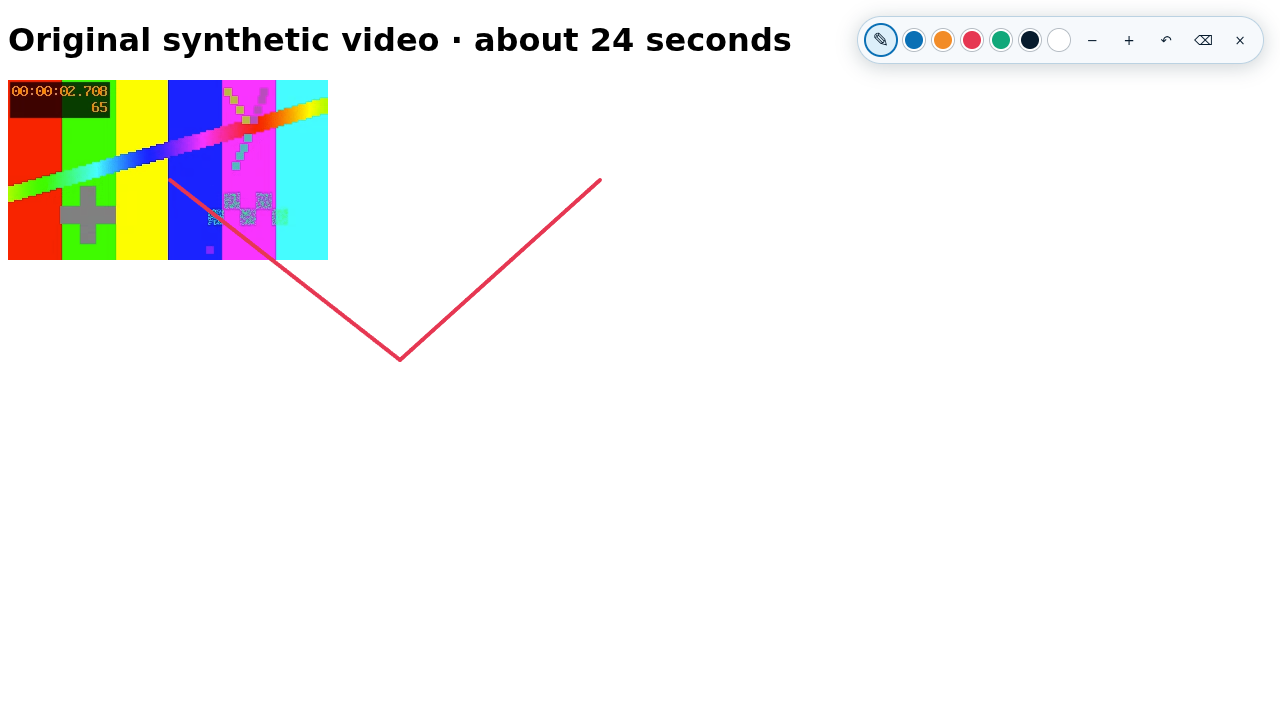 Original synthetic video · about 24 seconds
✎ − + ↶ ⌫ ×
00:00:02.708
65